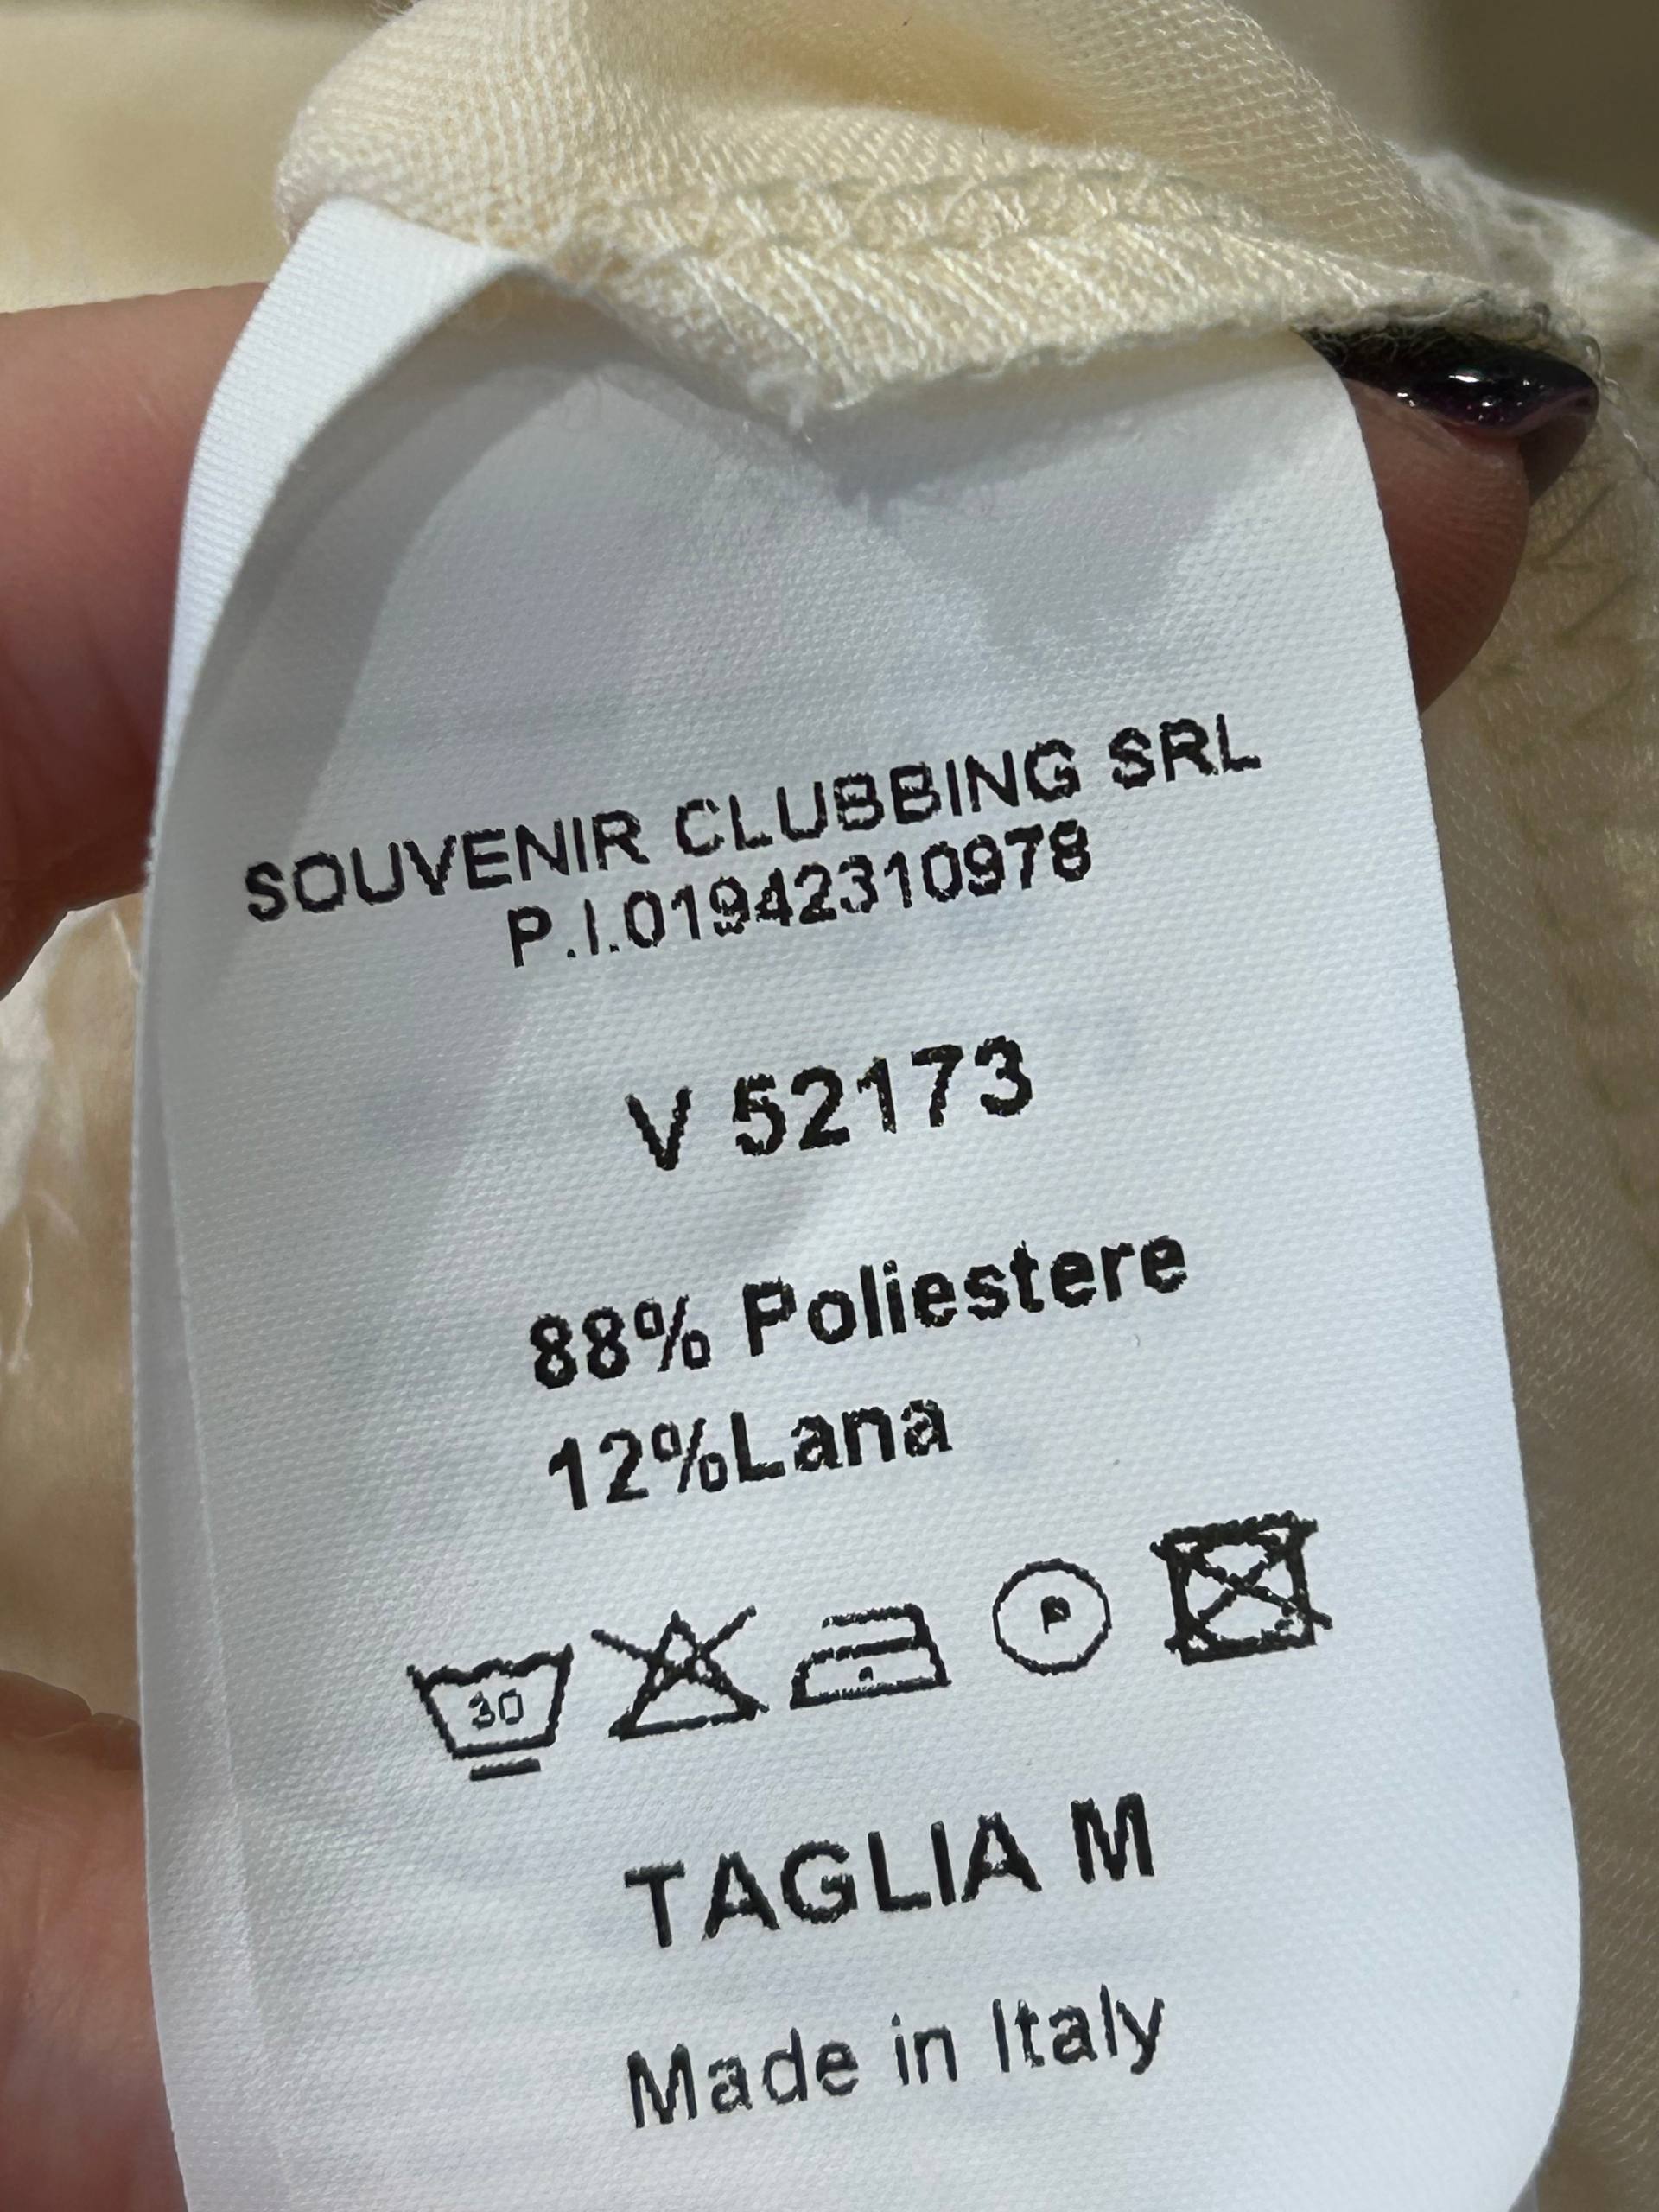 SOUVENIR CLUBBING SRL
P.I.01942310978
V 52173
88% Poliestere
12%Lana
30
P
TAGLIA M
Made in Italy